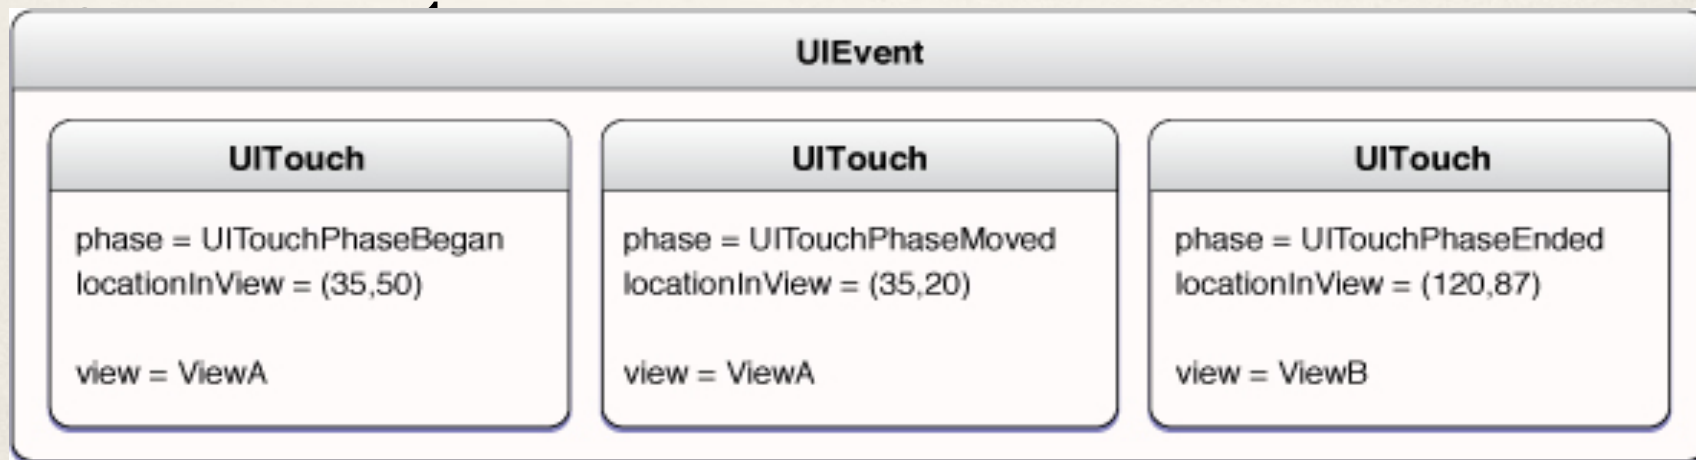 UIEvent
UITouch
phase = UITouchPhaseBegan
locationInView = (35,50)
view = ViewA
UITouch
phase = UITouchPhaseMoved
locationInView = (35,20)
view = ViewA
UITouch
phase = UITouchPhaseEnded
locationInView = (120,87)
view = ViewB